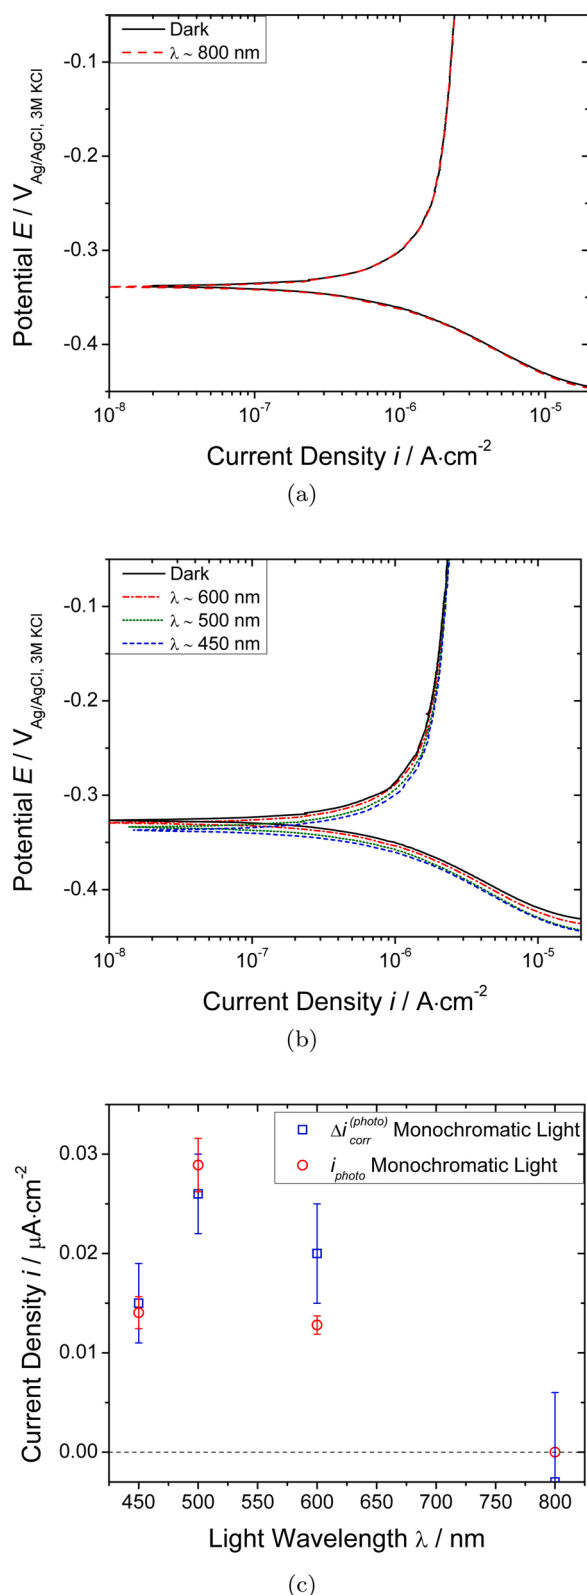 Dark
λ ~ 800 nm
-0.1
-0.2
-0.3
-0.4
Potential E / V Ag/AgCl, 3M KCl
10⁻⁸
10⁻⁷
10⁻⁶
10⁻⁵
Current Density i / A·cm⁻²
(a)
Dark
λ ~ 600 nm
λ ~ 500 nm
λ ~ 450 nm
-0.1
-0.2
-0.3
-0.4
Potential E / V Ag/AgCl, 3M KCl
10⁻⁸
10⁻⁷
10⁻⁶
10⁻⁵
Current Density i / A·cm⁻²
(b)
Δi corr (photo) Monochromatic Light
i photo Monochromatic Light
0.03
0.02
0.01
0.00
Current Density i / μA·cm⁻²
450 500 550 600 650 700 750 800
Light Wavelength λ / nm
(c)